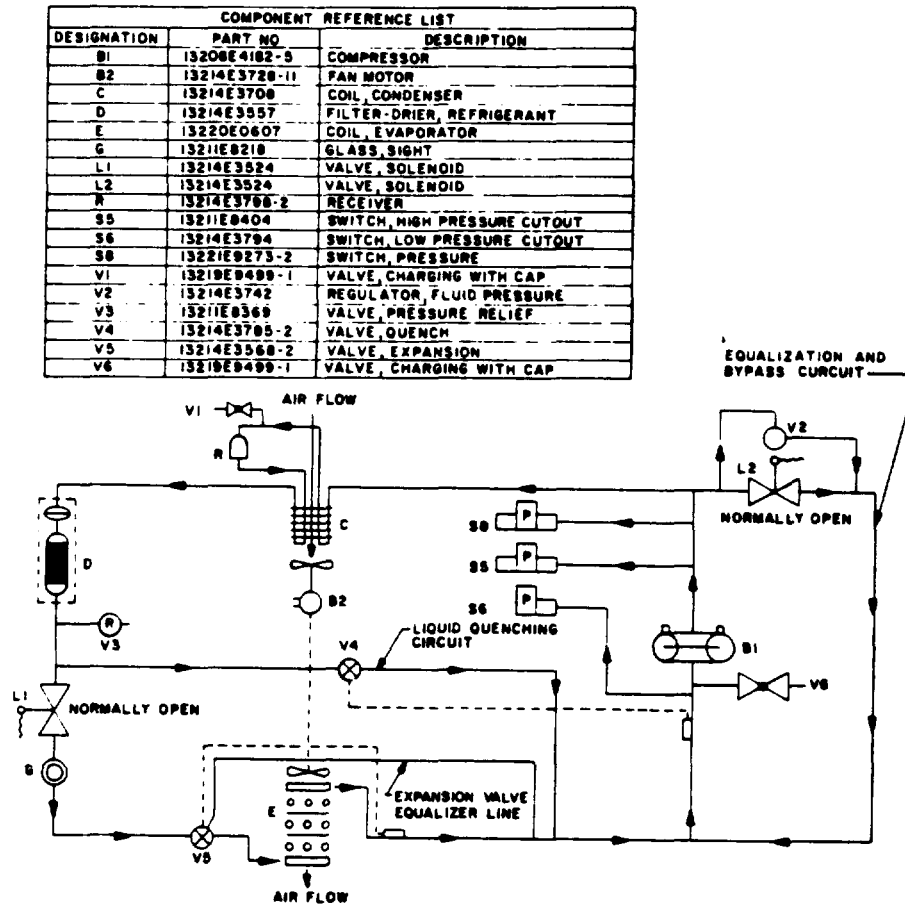 COMPONENT REFERENCE LIST
DESIGNATION PART NO DESCRIPTION
B1 13208E4182-5 COMPRESSOR
B2 13214E3728-11 FAN MOTOR
C 13214E3708 COIL, CONDENSER
D 13214E3557 FILTER-DRIER, REFRIGERANT
E 13220E0607 COIL, EVAPORATOR
G 13211E8218 GLASS, SIGHT
L1 13214E3524 VALVE, SOLENOID
L2 13214E3524 VALVE, SOLENOID
R 13214E3798-2 RECEIVER
S5 13211E8404 SWITCH, HIGH PRESSURE CUTOUT
S6 13214E3794 SWITCH, LOW PRESSURE CUTOUT
S8 13221E9273-2 SWITCH, PRESSURE
V1 13219E9499-1 VALVE, CHARGING WITH CAP
V2 13214E3742 REGULATOR, FLUID PRESSURE
V3 13211E8369 VALVE, PRESSURE RELIEF
V4 13214E3785-2 VALVE, QUENCH
V5 13214E3568-2 VALVE, EXPANSION
V6 13219E9499-1 VALVE, CHARGING WITH CAP
EQUALIZATION AND
BYPASS CURCUIT
AIR FLOW
V1
R
V2
L2
NORMALLY OPEN
C
S8
P
S5
P
S6
P
D
B2
B1
R
V3
V4
LIQUID QUENCHING
CIRCUIT
V6
L1
NORMALLY OPEN
G
E
EXPANSION VALVE
EQUALIZER LINE
V5
AIR FLOW